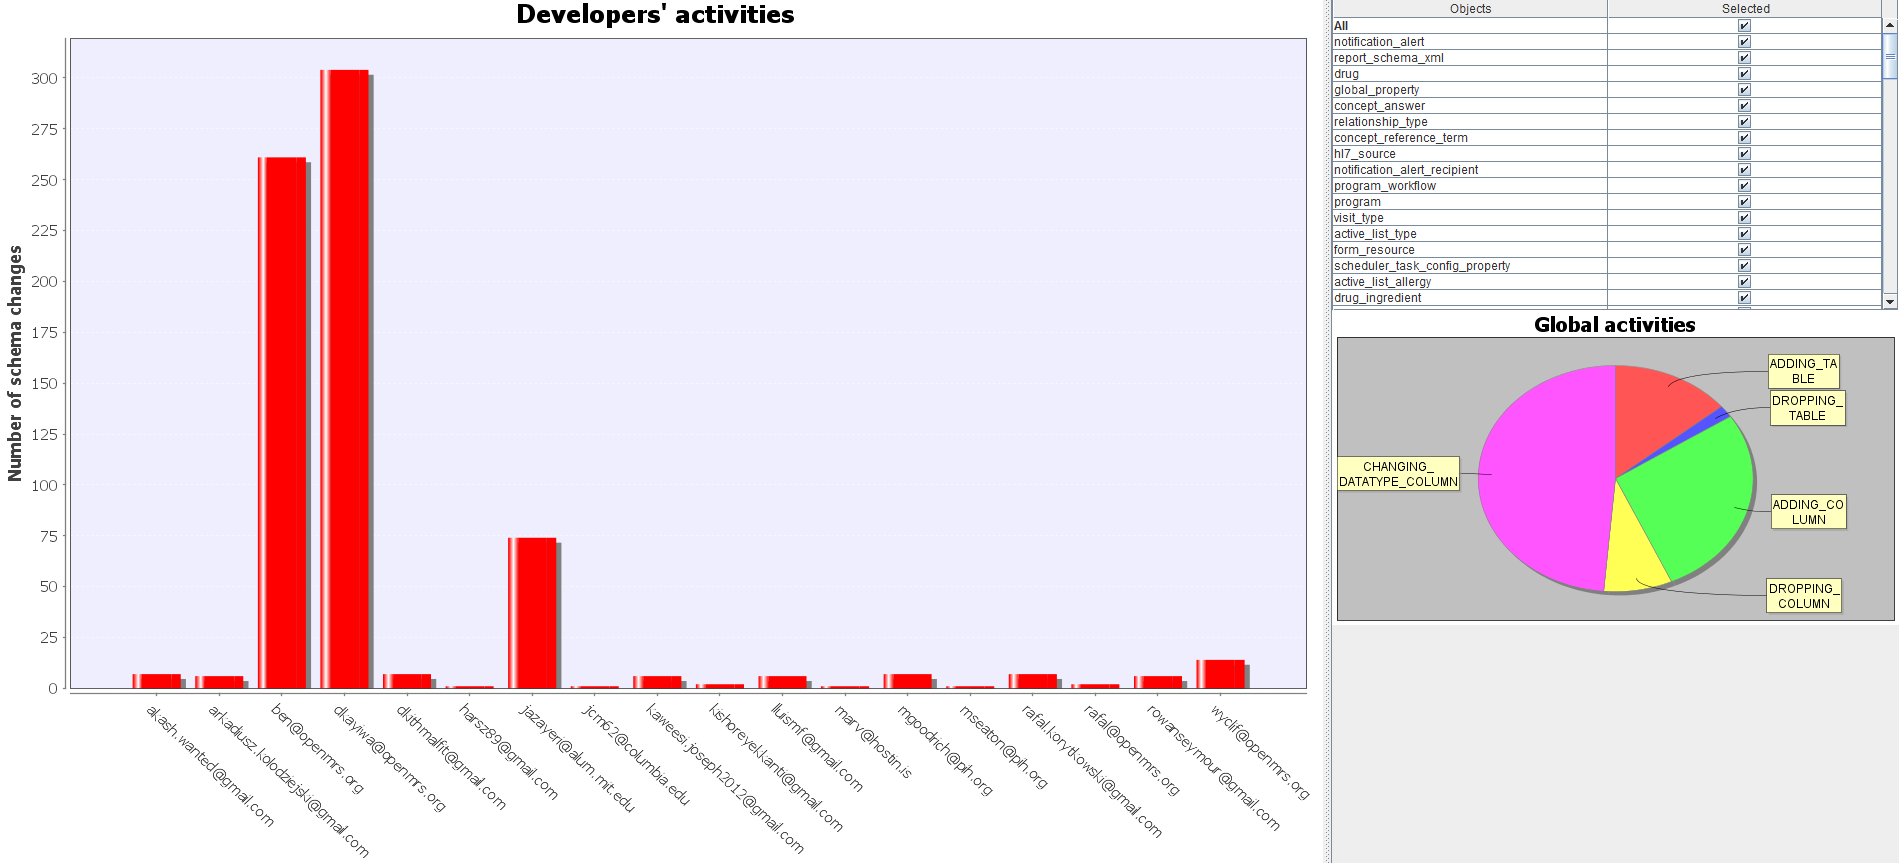 Developers' activities
Number of schema changes
300
275
250
225
200
175
150
125
100
75
50
25
0
akash.wanted@gmail.com
arkadiusz.kolodziejski@gmail.com
ben@openmrs.org
dkayiwa@openmrs.org
dkithmalfit@gmail.com
harsz89@gmail.com
jazayeri@alum.mit.edu
jcm62@columbia.edu
kaweesi.joseph2012@gmail.com
kishoreyekkanti@gmail.com
lluismf@gmail.com
marv@hostin.is
mgoodrich@pih.org
mseaton@pih.org
rafal.korytkowski@gmail.com
rafal@openmrs.org
rowanseymour@gmail.com
wyclif@openmrs.org
Objects Selected
All
notification_alert
report_schema_xml
drug
global_property
concept_answer
relationship_type
concept_reference_term
hl7_source
notification_alert_recipient
program_workflow
program
visit_type
active_list_type
form_resource
scheduler_task_config_property
active_list_allergy
drug_ingredient
Global activities
ADDING_TA
BLE
DROPPING_
TABLE
CHANGING_
DATATYPE_COLUMN
ADDING_CO
LUMN
DROPPING_
COLUMN